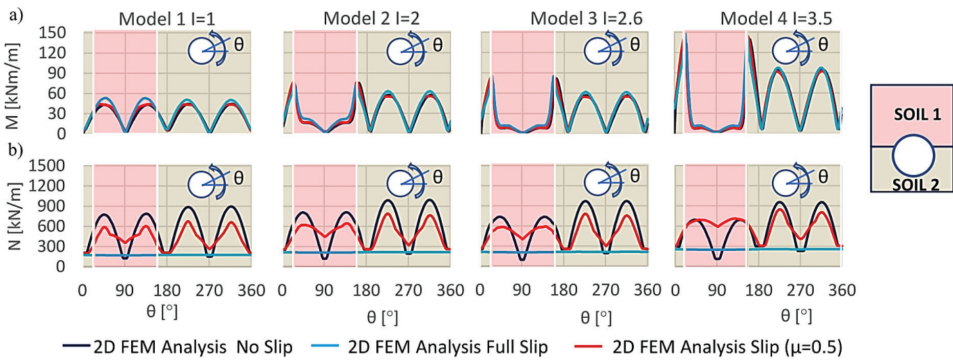 a)
Model 1 I=1
Model 2 I=2
Model 3 I=2.6
Model 4 I=3.5
M [kNm/m]
150
120
90
60
30
0
θ
θ
θ
θ
b)
N [kN/m]
1500
1200
900
600
300
0
θ
θ
θ
θ
SOIL 1
SOIL 2
0 90 180 270 360
0 90 180 270 360
0 90 180 270 360
0 90 180 270 360
θ [°]
θ [°]
θ [°]
θ [°]
2D FEM Analysis No Slip
2D FEM Analysis Full Slip
2D FEM Analysis Slip (μ=0.5)